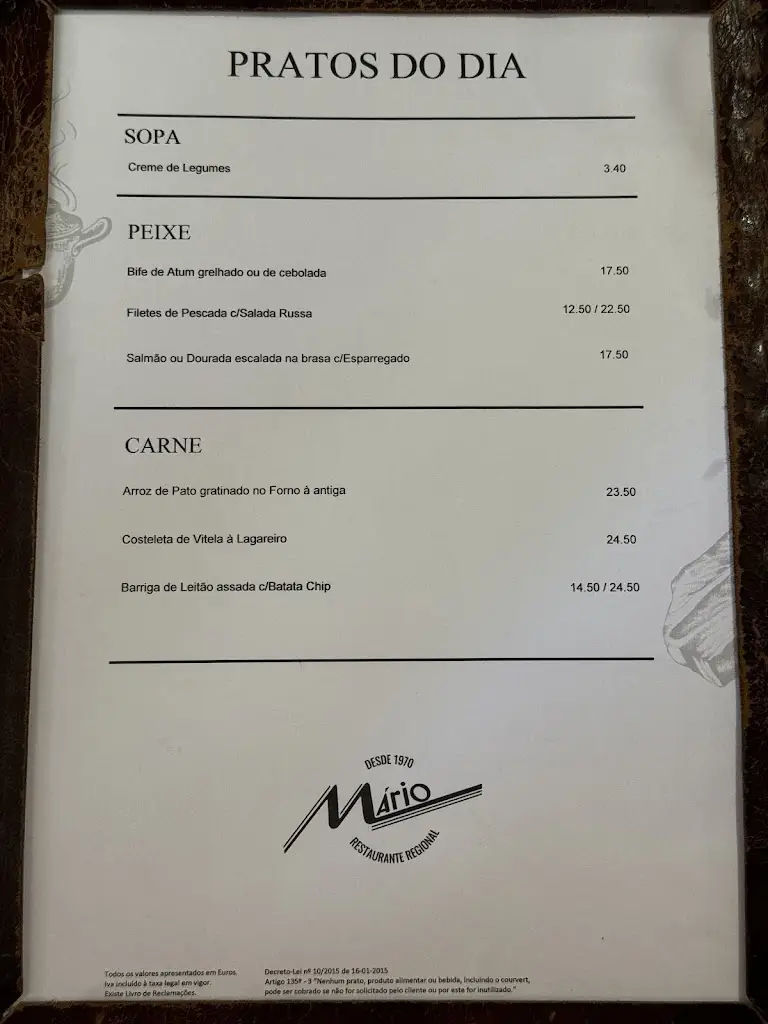 PRATOS DO DIA
SOPA
Creme de Legumes 3.40
PEIXE
Bife de Atum grelhado ou de cebolada 17.50
Filetes de Pescada c/Salada Russa 12.50 / 22.50
Salmão ou Dourada escalada na brasa c/Esparregado 17.50
CARNE
Arroz de Pato gratinado no Forno à antiga 23.50
Costeleta de Vitela à Lagareiro 24.50
Barriga de Leitão assada c/Batata Chip 14.50 / 24.50
DESDE 1970
Mário
RESTAURANTE REGIONAL
Todos os valores apresentados em Euros.
Iva incluído à taxa legal em vigor.
Existe Livro de Reclamações.
Decreto-Lei nº 10/2015 de 16-01-2015
Artigo 135º - 3 "Nenhum prato, produto alimentar ou bebida, incluindo o courvert,
pode ser cobrado se não for solicitado pelo cliente ou por este for inutilizado."